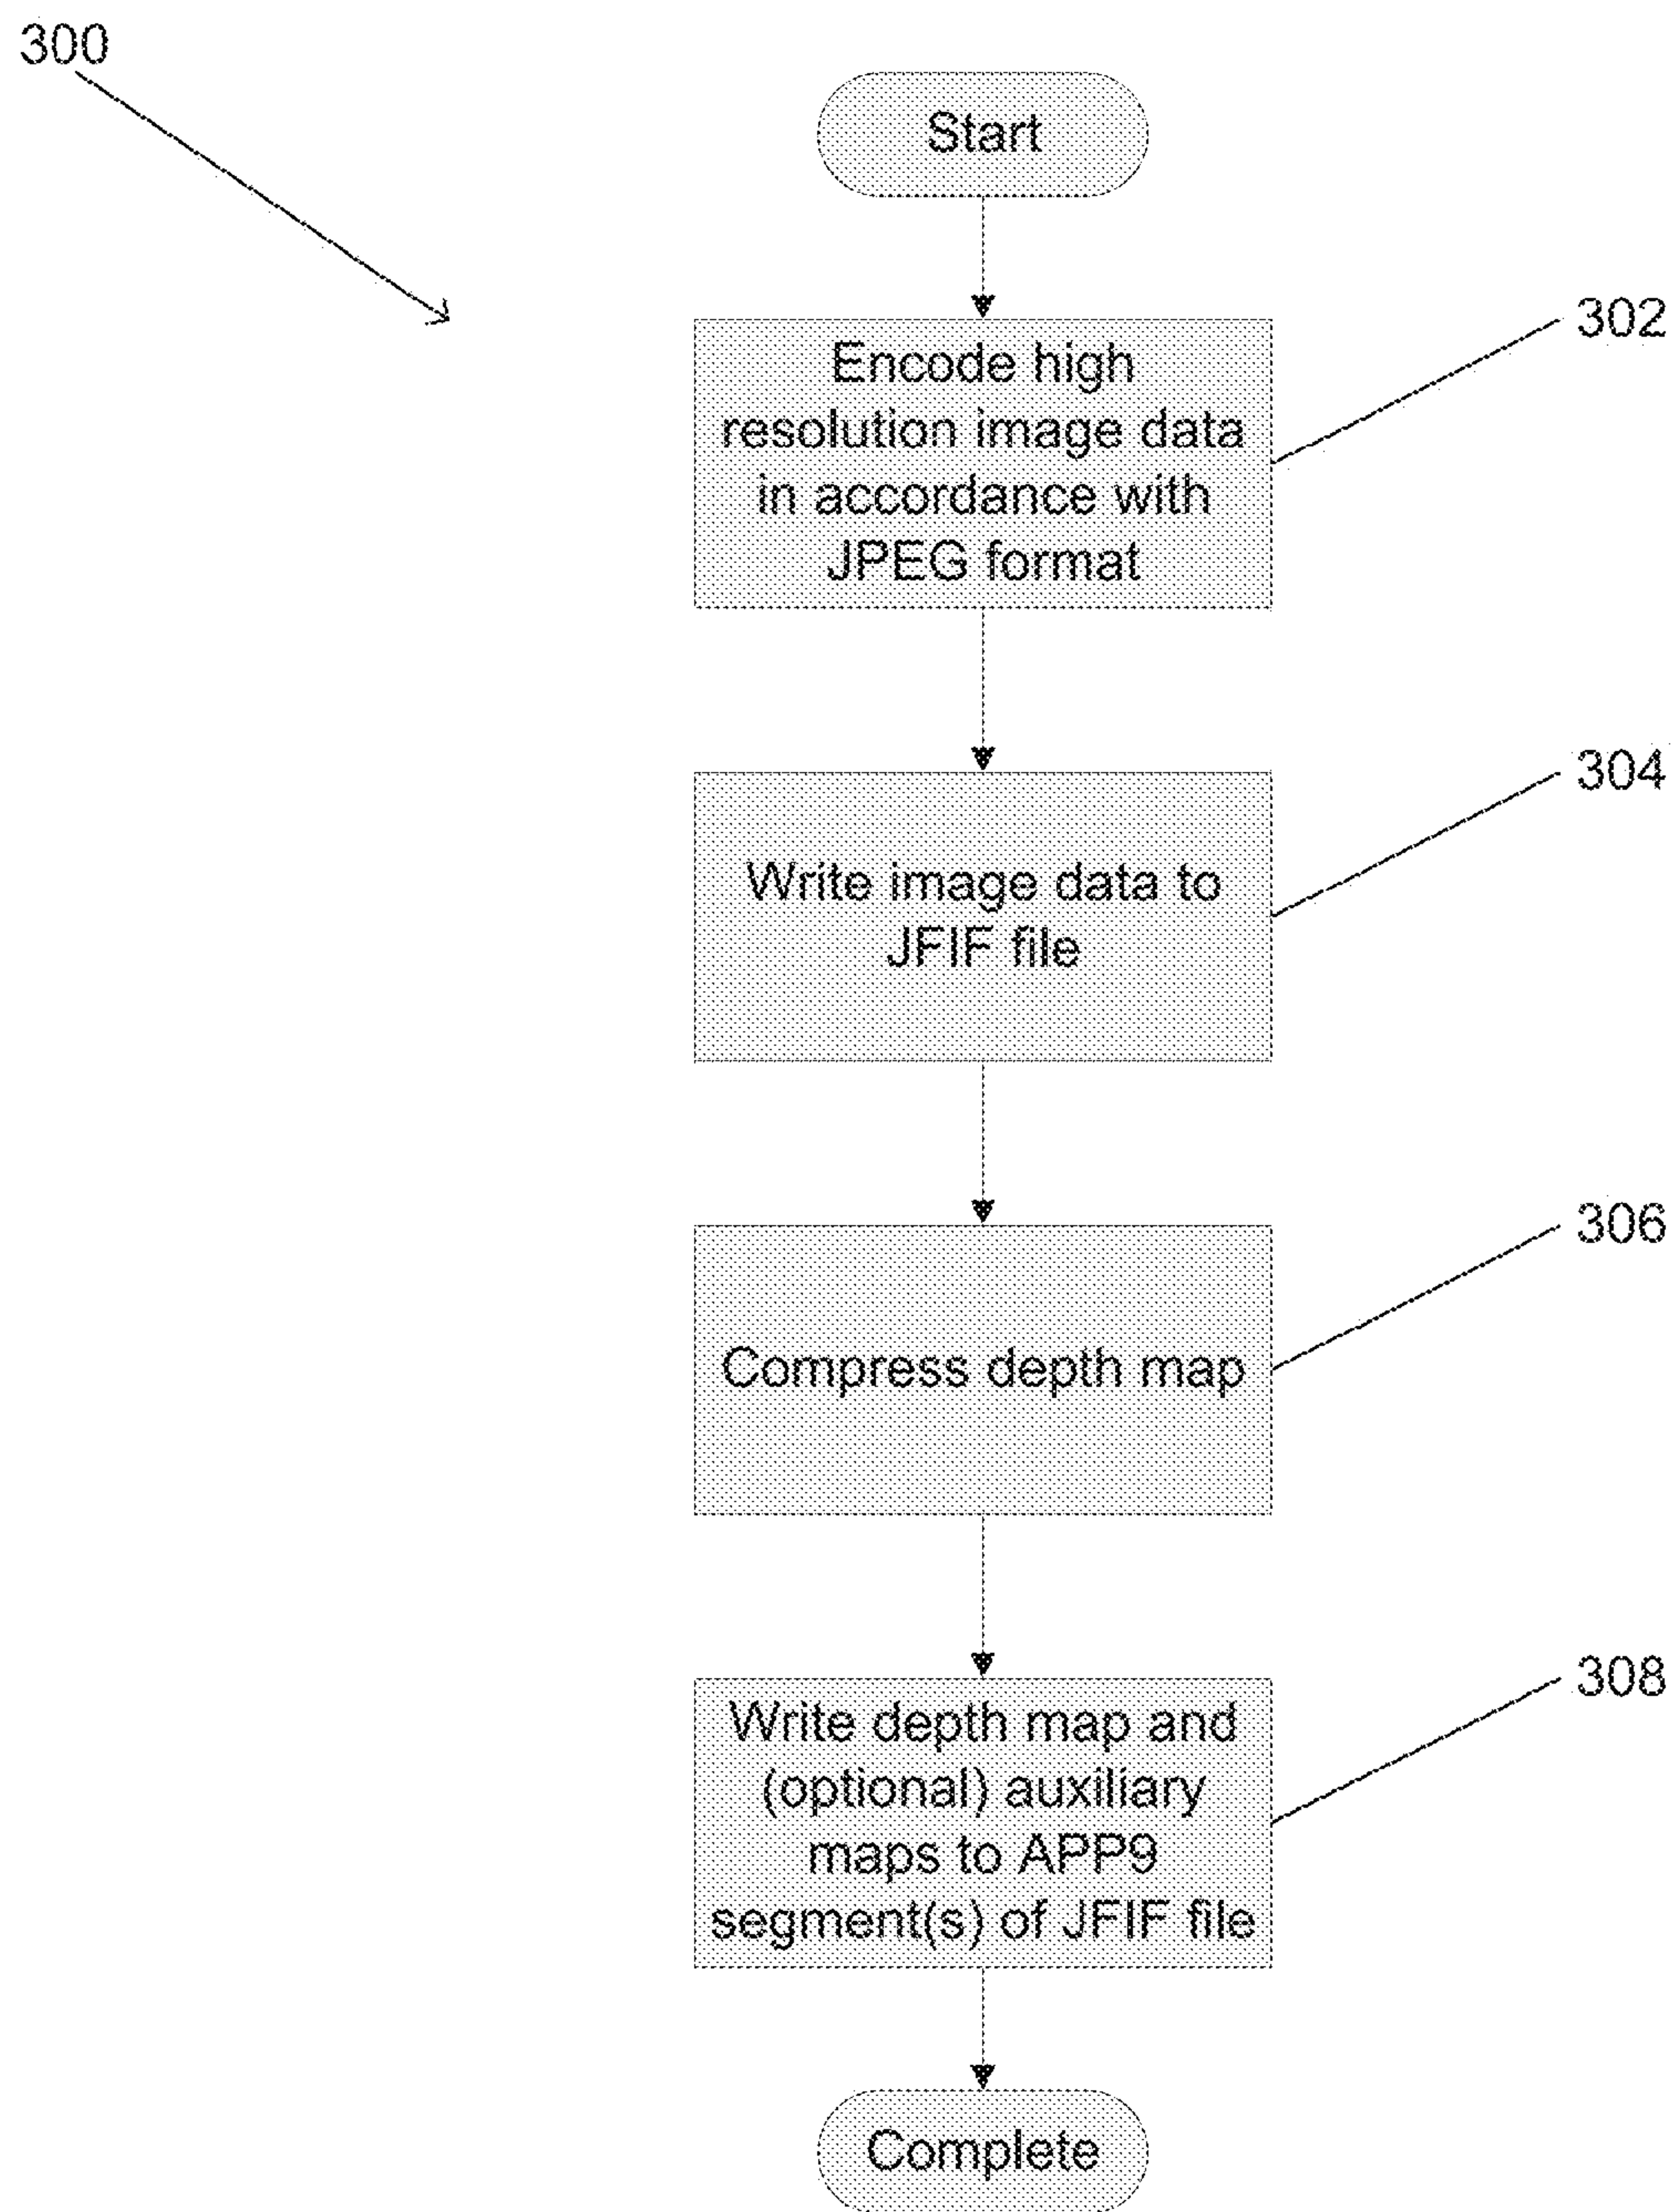 300
Start
Encode high
resolution image data
in accordance with
JPEG format
302
Write image data to
JFIF file
304
Compress depth map
306
Write depth map and
(optional) auxiliary
maps to APP9
segment(s) of JFIF file
308
Complete